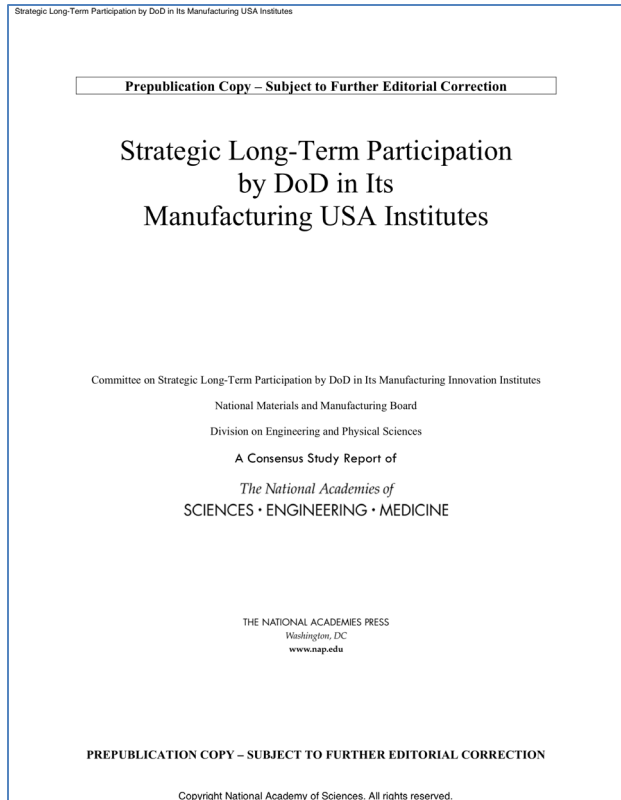 Strategic Long-Term Participation by DoD in Its Manufacturing USA Institutes
Prepublication Copy – Subject to Further Editorial Correction
Strategic Long-Term Participation
by DoD in Its
Manufacturing USA Institutes
Committee on Strategic Long-Term Participation by DoD in Its Manufacturing Innovation Institutes
National Materials and Manufacturing Board
Division on Engineering and Physical Sciences
A Consensus Study Report of
The National Academies of
SCIENCES • ENGINEERING • MEDICINE
THE NATIONAL ACADEMIES PRESS
Washington, DC
www.nap.edu
PREPUBLICATION COPY – SUBJECT TO FURTHER EDITORIAL CORRECTION
Copyright National Academy of Sciences. All rights reserved.